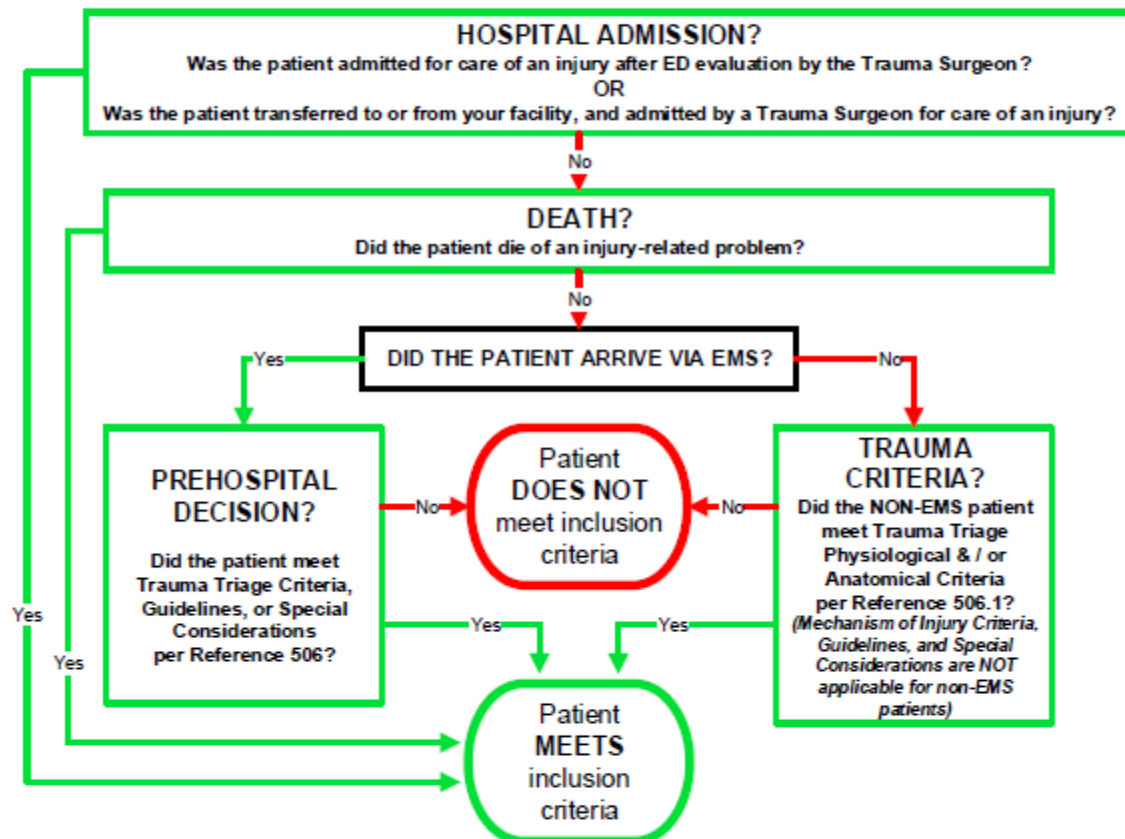 HOSPITAL ADMISSION?
Was the patient admitted for care of an injury after ED evaluation by the Trauma Surgeon?
OR
Was the patient transferred to or from your facility, and admitted by a Trauma Surgeon for care of an injury?
No
DEATH?
Did the patient die of an injury-related problem?
No
DID THE PATIENT ARRIVE VIA EMS?
Yes
No
PREHOSPITAL
DECISION?
Did the patient meet
Trauma Triage Criteria,
Guidelines, or Special
Considerations
per Reference 506?
No
Patient
DOES NOT
meet inclusion
criteria
No
TRAUMA
CRITERIA?
Did the NON-EMS patient
meet Trauma Triage
Physiological & / or
Anatomical Criteria
per Reference 506.1?
(Mechanism of Injury Criteria,
Guidelines, and Special
Considerations are NOT
applicable for non-EMS
patients)
Yes
Yes
Yes
Yes
Patient
MEETS
inclusion
criteria